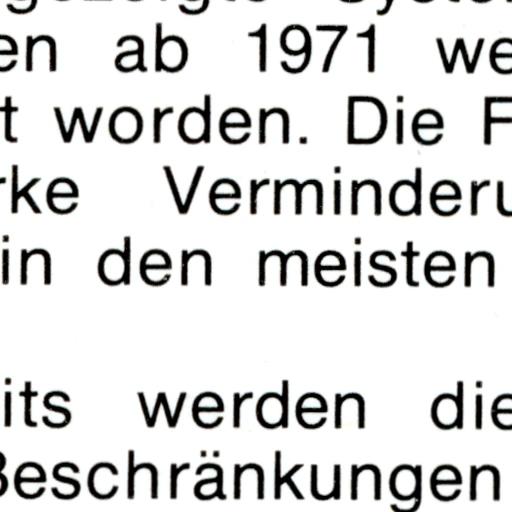 en ab 1971 we
t worden. Die F
rke Verminderu
in den meisten
its werden die
Beschränkungen